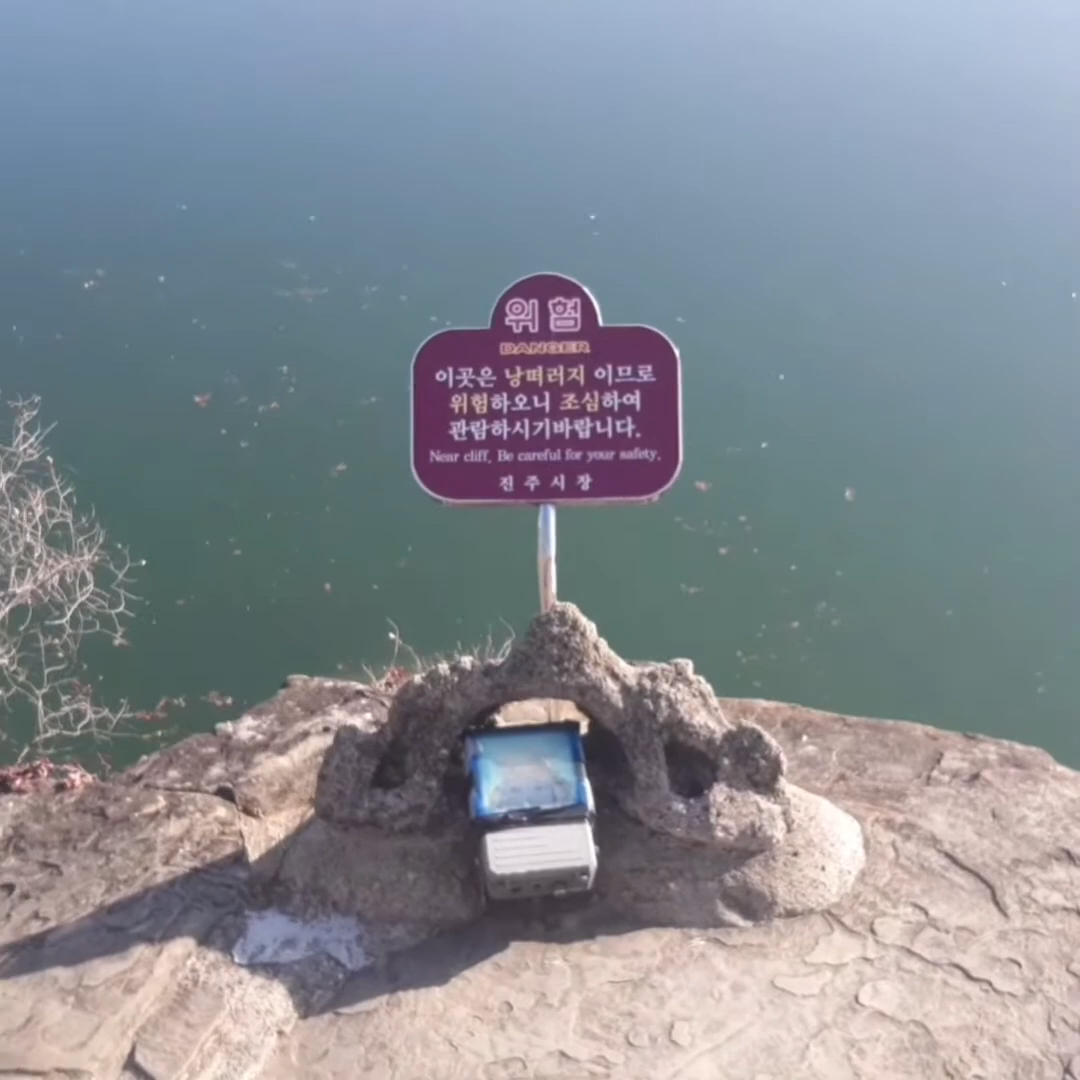 위 험
DANGER
이곳은 낭떠러지 이므로
위험하오니 조심하여
관람하시기바랍니다.
Near cliff, Be careful for your safety.
진 주 시 장